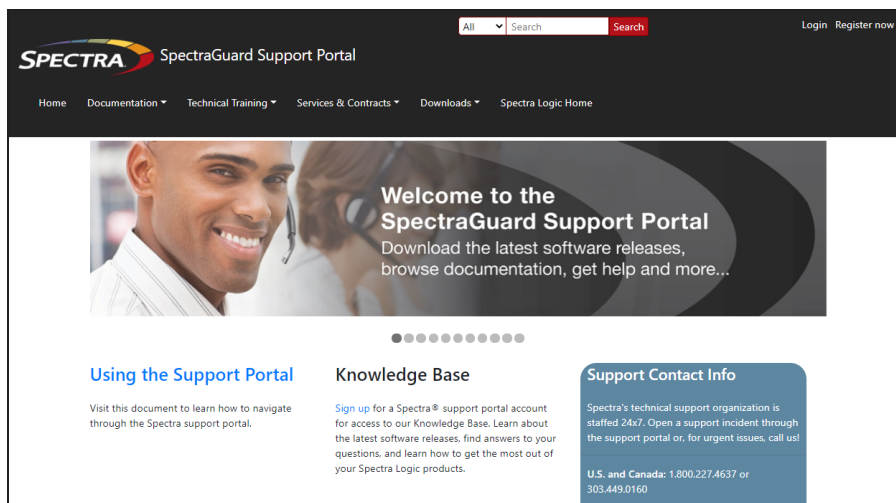 All Search Search Login Register now
SPECTRA SpectraGuard Support Portal
Home Documentation Technical Training Services & Contracts Downloads Spectra Logic Home
Welcome to the
SpectraGuard Support Portal
Download the latest software releases,
browse documentation, get help and more...
Using the Support Portal
Visit this document to learn how to navigate
through the Spectra support portal.
Knowledge Base
Sign up for a Spectra® support portal account
for access to our Knowledge Base. Learn about
the latest software releases, find answers to your
questions, and learn how to get the most out of
your Spectra Logic products.
Support Contact Info
Spectra's technical support organization is
staffed 24x7. Open a support incident through
the support portal or, for urgent issues, call us!
U.S. and Canada: 1.800.227.4637 or
303.449.0160